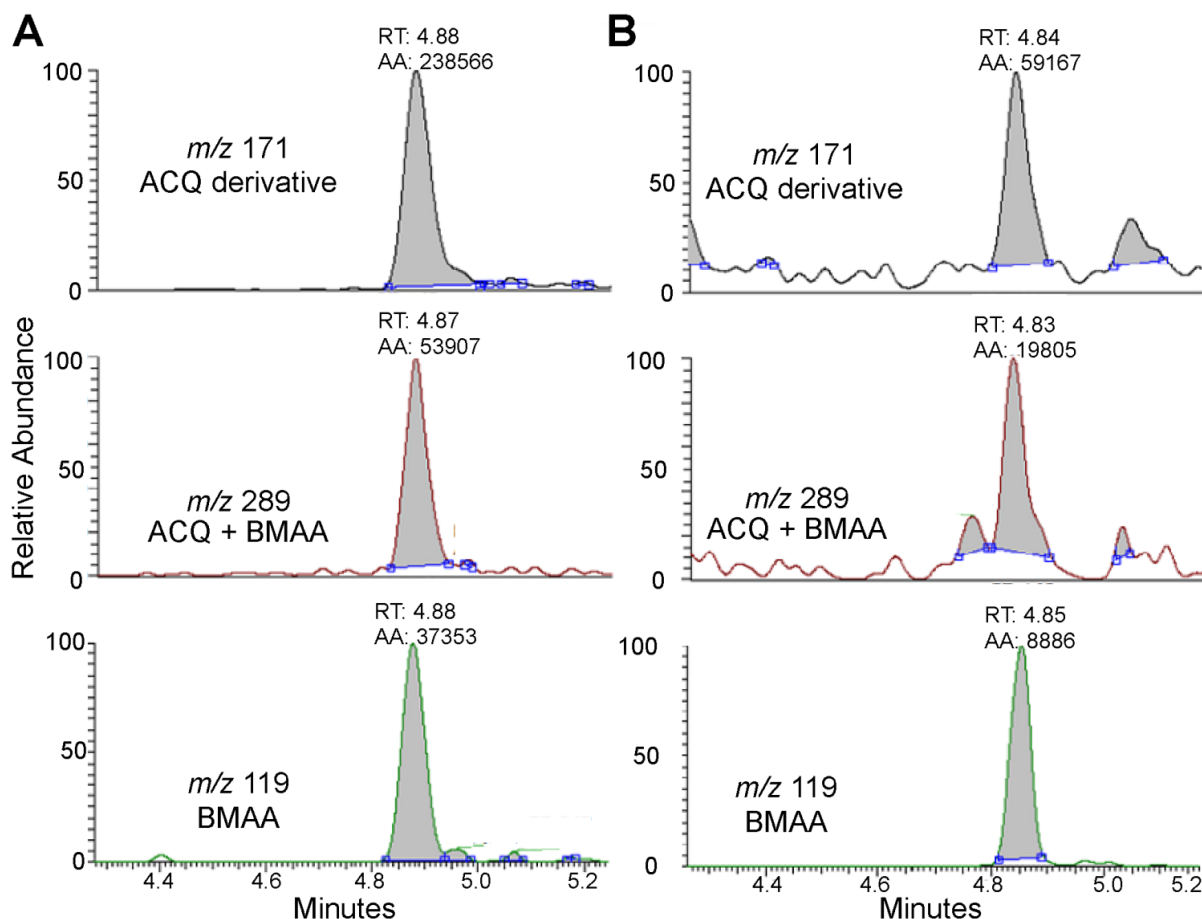 A
RT: 4.88
AA: 238566
100
50
0
m/z 171
ACQ derivative
RT: 4.87
AA: 53907
100
50
0
m/z 289
ACQ + BMAA
RT: 4.88
AA: 37353
100
50
0
m/z 119
BMAA
4.4
4.6
4.8
5.0
5.2
Minutes
Relative Abundance
B
RT: 4.84
AA: 59167
100
50
0
m/z 171
ACQ derivative
RT: 4.83
AA: 19805
100
50
0
m/z 289
ACQ + BMAA
RT: 4.85
AA: 8886
100
50
0
m/z 119
BMAA
4.4
4.6
4.8
5.0
5.2
Minutes